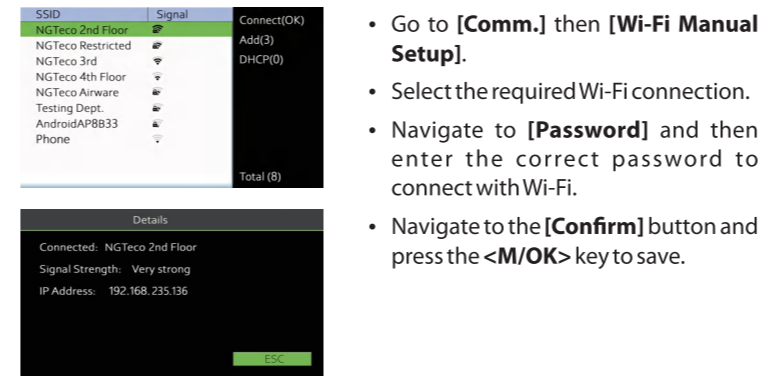 SSID Signal
NGTeco 2nd Floor
NGTeco Restricted
NGTeco 3rd
NGTeco 4th Floor
NGTeco Airware
Testing Dept.
AndroidAP8B33
Phone
Connect(OK)
Add(3)
DHCP(0)
Total (8)
Details
Connected: NGTeco 2nd Floor
Signal Strength: Very strong
IP Address: 192.168.235.136
ESC
• Go to [Comm.] then [Wi-Fi Manual
Setup].
• Select the required Wi-Fi connection.
• Navigate to [Password] and then
enter the correct password to
connect with Wi-Fi.
• Navigate to the [Confirm] button and
press the <M/OK> key to save.